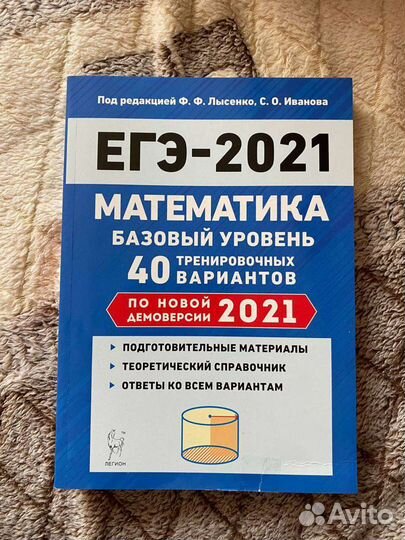 Под редакцией Ф. Ф. Лысенко, С. О. Иванова
ЕГЭ-2021
МАТЕМАТИКА
БАЗОВЫЙ УРОВЕНЬ
40 ТРЕНИРОВОЧНЫХ
ВАРИАНТОВ
ПО НОВОЙ
ДЕМОВЕРСИИ 2021
ПОДГОТОВИТЕЛЬНЫЕ МАТЕРИАЛЫ
ТЕОРЕТИЧЕСКИЙ СПРАВОЧНИК
ОТВЕТЫ КО ВСЕМ ВАРИАНТАМ
ЛЕГИОН
Avito